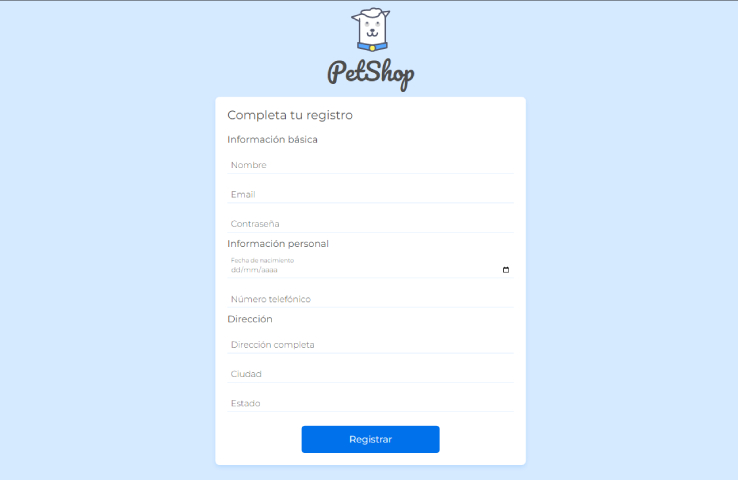 PetShop
Completa tu registro
Información básica
Nombre
Email
Contraseña
Información personal
Fecha de nacimiento
dd/mm/aaaa
Número telefónico
Dirección
Dirección completa
Ciudad
Estado
Registrar